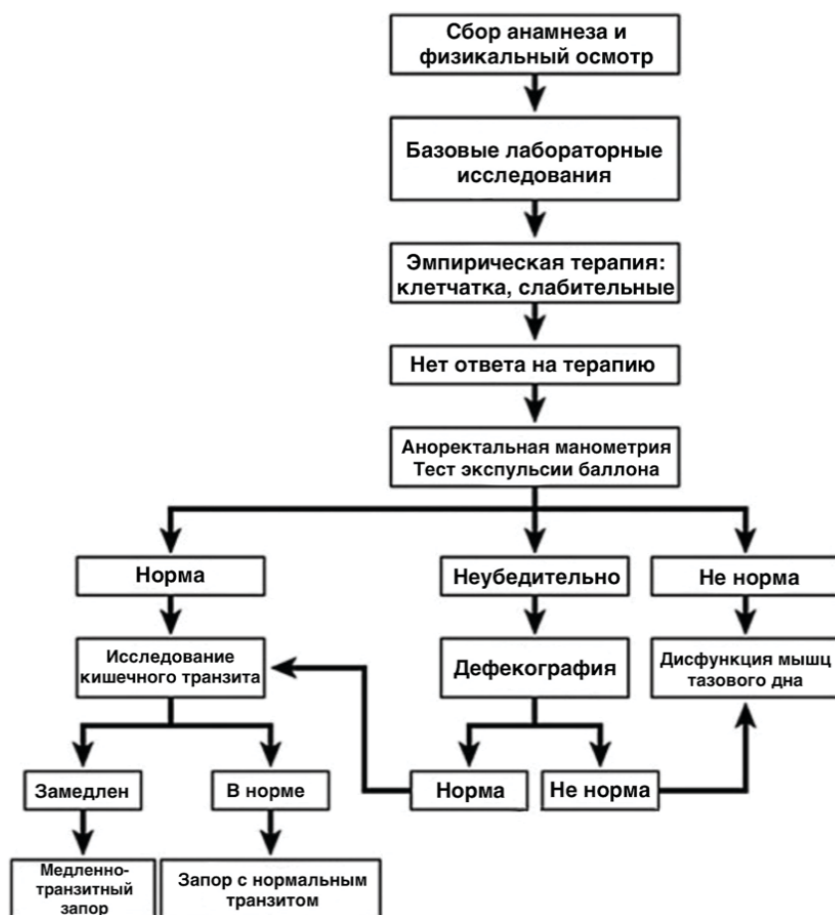 Сбор анамнеза и
физикальный осмотр
Базовые лабораторные
исследования
Эмпирическая терапия:
клетчатка, слабительные
Нет ответа на терапию
Аноректальная манометрия
Тест экспульсии баллона
Норма
Неубедительно
Не норма
Исследование
кишечного транзита
Дефекография
Дисфункция мышц
тазового дна
Замедлен
В норме
Норма
Не норма
Медленно-
транзитный
запор
Запор с нормальным
транзитом